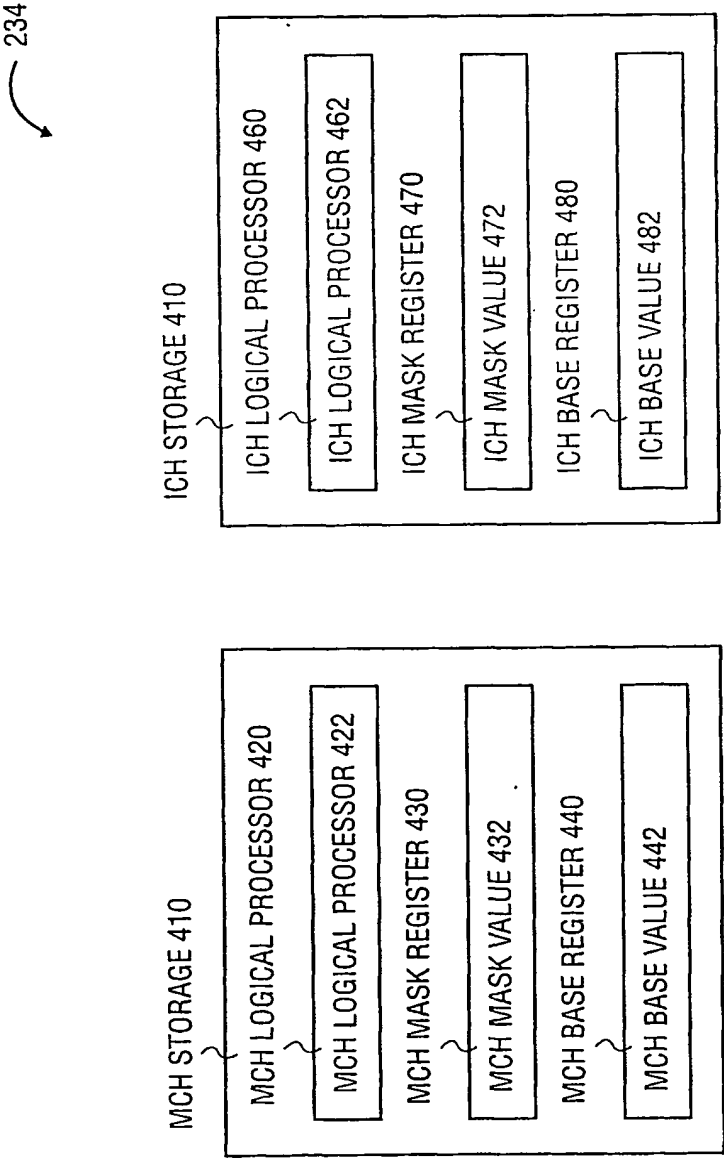 234
MCH STORAGE 410
MCH LOGICAL PROCESSOR 420
MCH LOGICAL PROCESSOR 422
MCH MASK REGISTER 430
MCH MASK VALUE 432
MCH BASE REGISTER 440
MCH BASE VALUE 442
ICH STORAGE 410
ICH LOGICAL PROCESSOR 460
ICH LOGICAL PROCESSOR 462
ICH MASK REGISTER 470
ICH MASK VALUE 472
ICH BASE REGISTER 480
ICH BASE VALUE 482